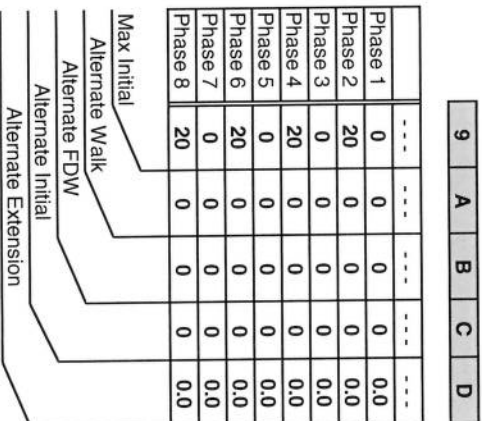 9 A B C D
--- --- ---
Phase 1 0 0 0 0 0.0
Phase 2 20 0 0 0 0.0
Phase 3 0 0 0 0 0.0
Phase 4 20 0 0 0 0.0
Phase 5 0 0 0 0 0.0
Phase 6 20 0 0 0 0.0
Phase 7 0 0 0 0 0.0
Phase 8 20 0 0 0 0.0
Max Initial
Alternate Walk
Alternate FDW
Alternate Initial
Alternate Extension